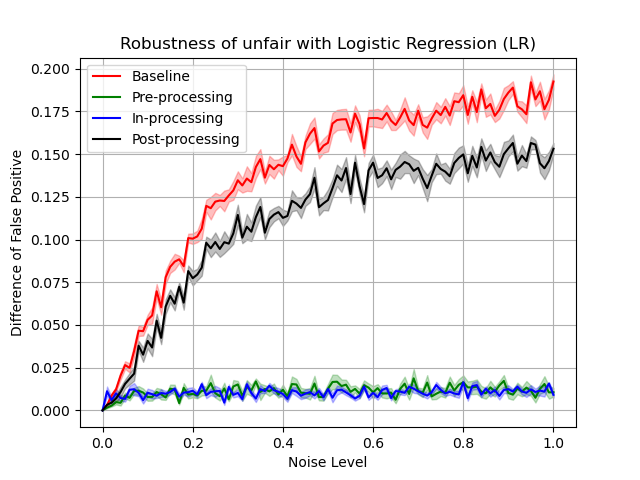 Robustness of unfair with Logistic Regression (LR)
Baseline
Pre-processing
In-processing
Post-processing
Difference of False Positive
0.200
0.175
0.150
0.125
0.100
0.075
0.050
0.025
0.000
0.0 0.2 0.4 0.6 0.8 1.0
Noise Level